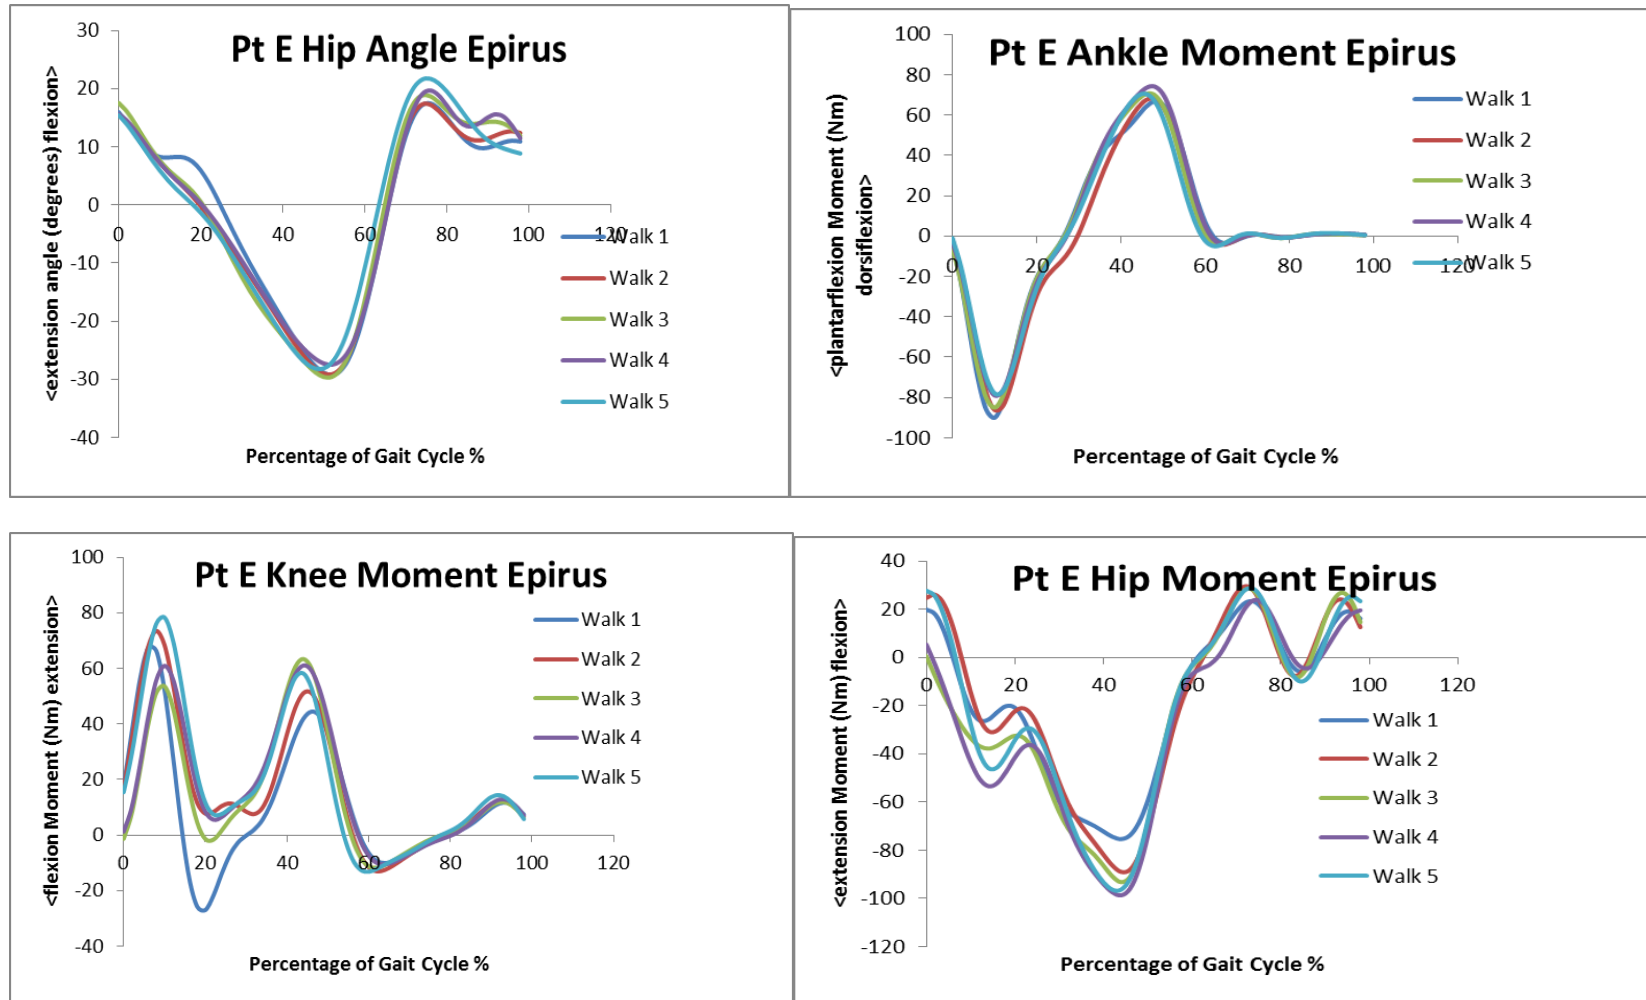 Pt E Hip Angle Epirus
<extension angle (degrees) flexion>
30
20
10
0
-10
-20
-30
-40
0
20
40
60
80
100
120
Walk 1
Walk 2
Walk 3
Walk 4
Walk 5
Percentage of Gait Cycle %
Pt E Ankle Moment Epirus
<plantarflexion Moment (Nm)
dorsiflexion>
100
80
60
40
20
0
-20
-40
-60
-80
-100
0
20
40
60
80
100
120
Walk 1
Walk 2
Walk 3
Walk 4
Walk 5
Percentage of Gait Cycle %
Pt E Knee Moment Epirus
<flexion Moment (Nm) extension>
100
80
60
40
20
0
-20
-40
0
20
40
60
80
100
120
Walk 1
Walk 2
Walk 3
Walk 4
Walk 5
Percentage of Gait Cycle %
Pt E Hip Moment Epirus
<extension Moment (Nm) flexion>
40
20
0
-20
-40
-60
-80
-100
-120
0
20
40
60
80
100
120
Walk 1
Walk 2
Walk 3
Walk 4
Walk 5
Percentage of Gait Cycle %